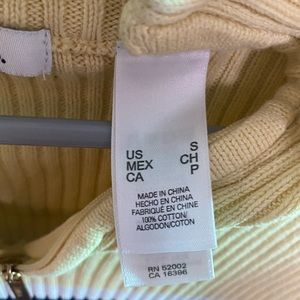 US S
MEX CH
CA P
MADE IN CHINA
HECHO EN CHINA
FABRIQUÉ EN CHINE
100% COTTON/
ALGODON/COTON
RN 52002
CA 16396